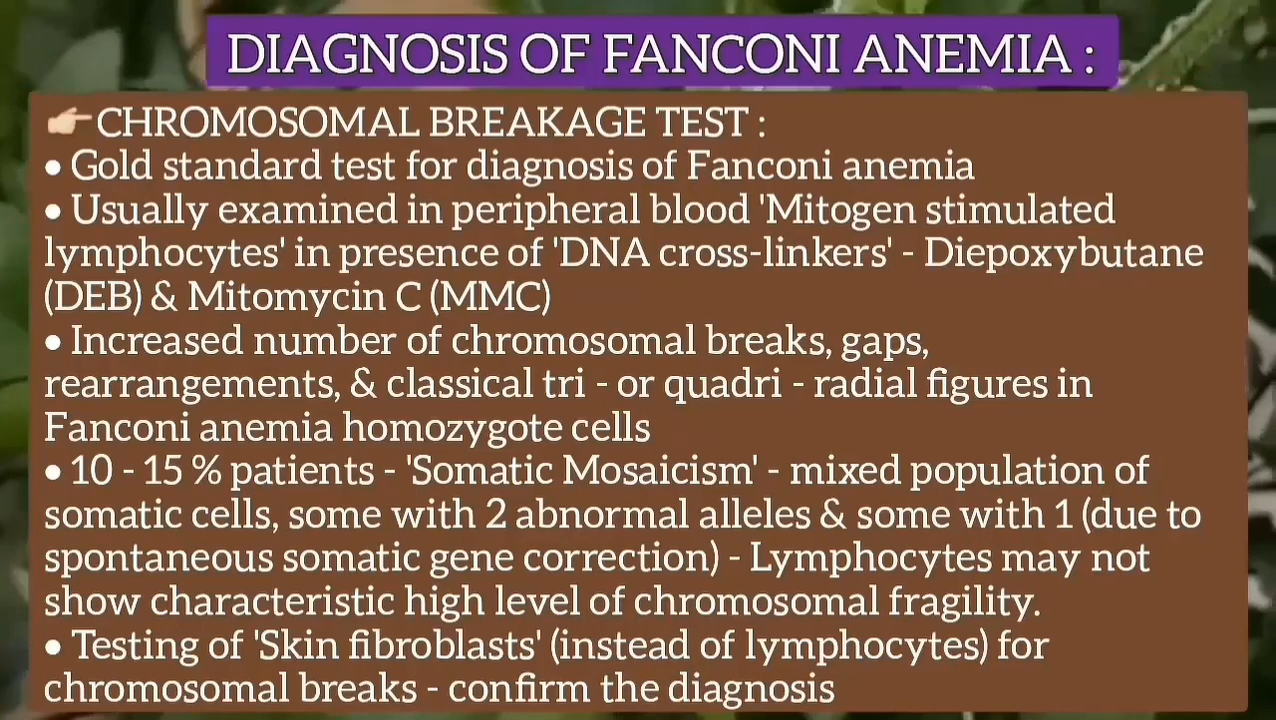 DIAGNOSIS OF FANCONI ANEMIA :
👉CHROMOSOMAL BREAKAGE TEST :
• Gold standard test for diagnosis of Fanconi anemia
• Usually examined in peripheral blood 'Mitogen stimulated
lymphocytes' in presence of 'DNA cross-linkers' - Diepoxybutane
(DEB) & Mitomycin C (MMC)
• Increased number of chromosomal breaks, gaps,
rearrangements, & classical tri - or quadri - radial figures in
Fanconi anemia homozygote cells
• 10 - 15 % patients - 'Somatic Mosaicism' - mixed population of
somatic cells, some with 2 abnormal alleles & some with 1 (due to
spontaneous somatic gene correction) - Lymphocytes may not
show characteristic high level of chromosomal fragility.
• Testing of 'Skin fibroblasts' (instead of lymphocytes) for
chromosomal breaks - confirm the diagnosis